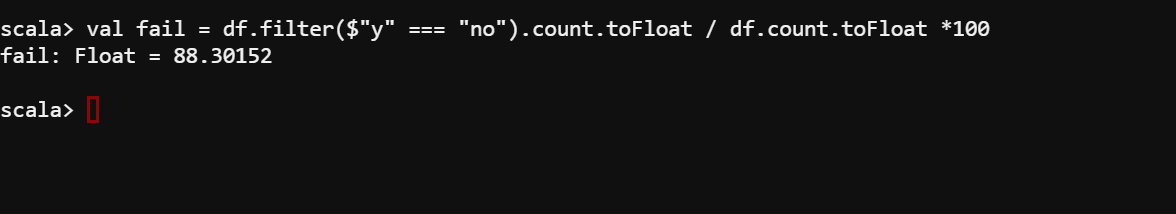 scala> val fail = df.filter($"y" === "no").count.toFloat / df.count.toFloat *100
fail: Float = 88.30152
scala>